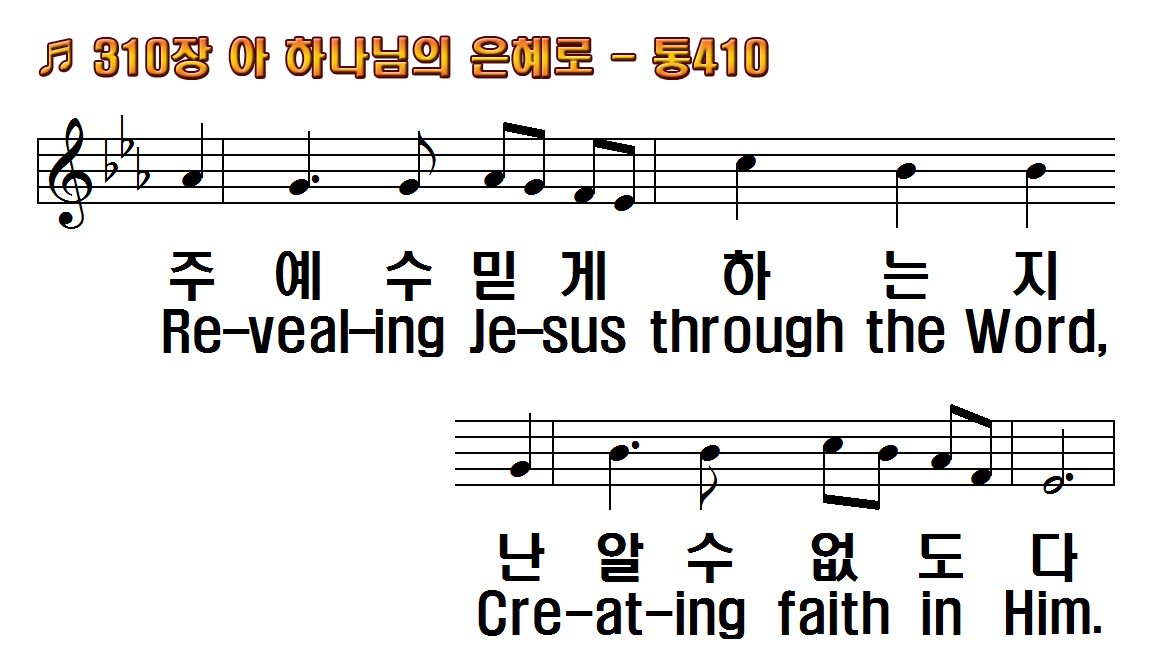 ♬ 310장 아 하나님의 은혜로 - 통410
주 예 수 믿 게 하 는 지
Re-veal-ing Je-sus through the Word,
난 알 수 없 도 다
Cre-at-ing faith in Him.